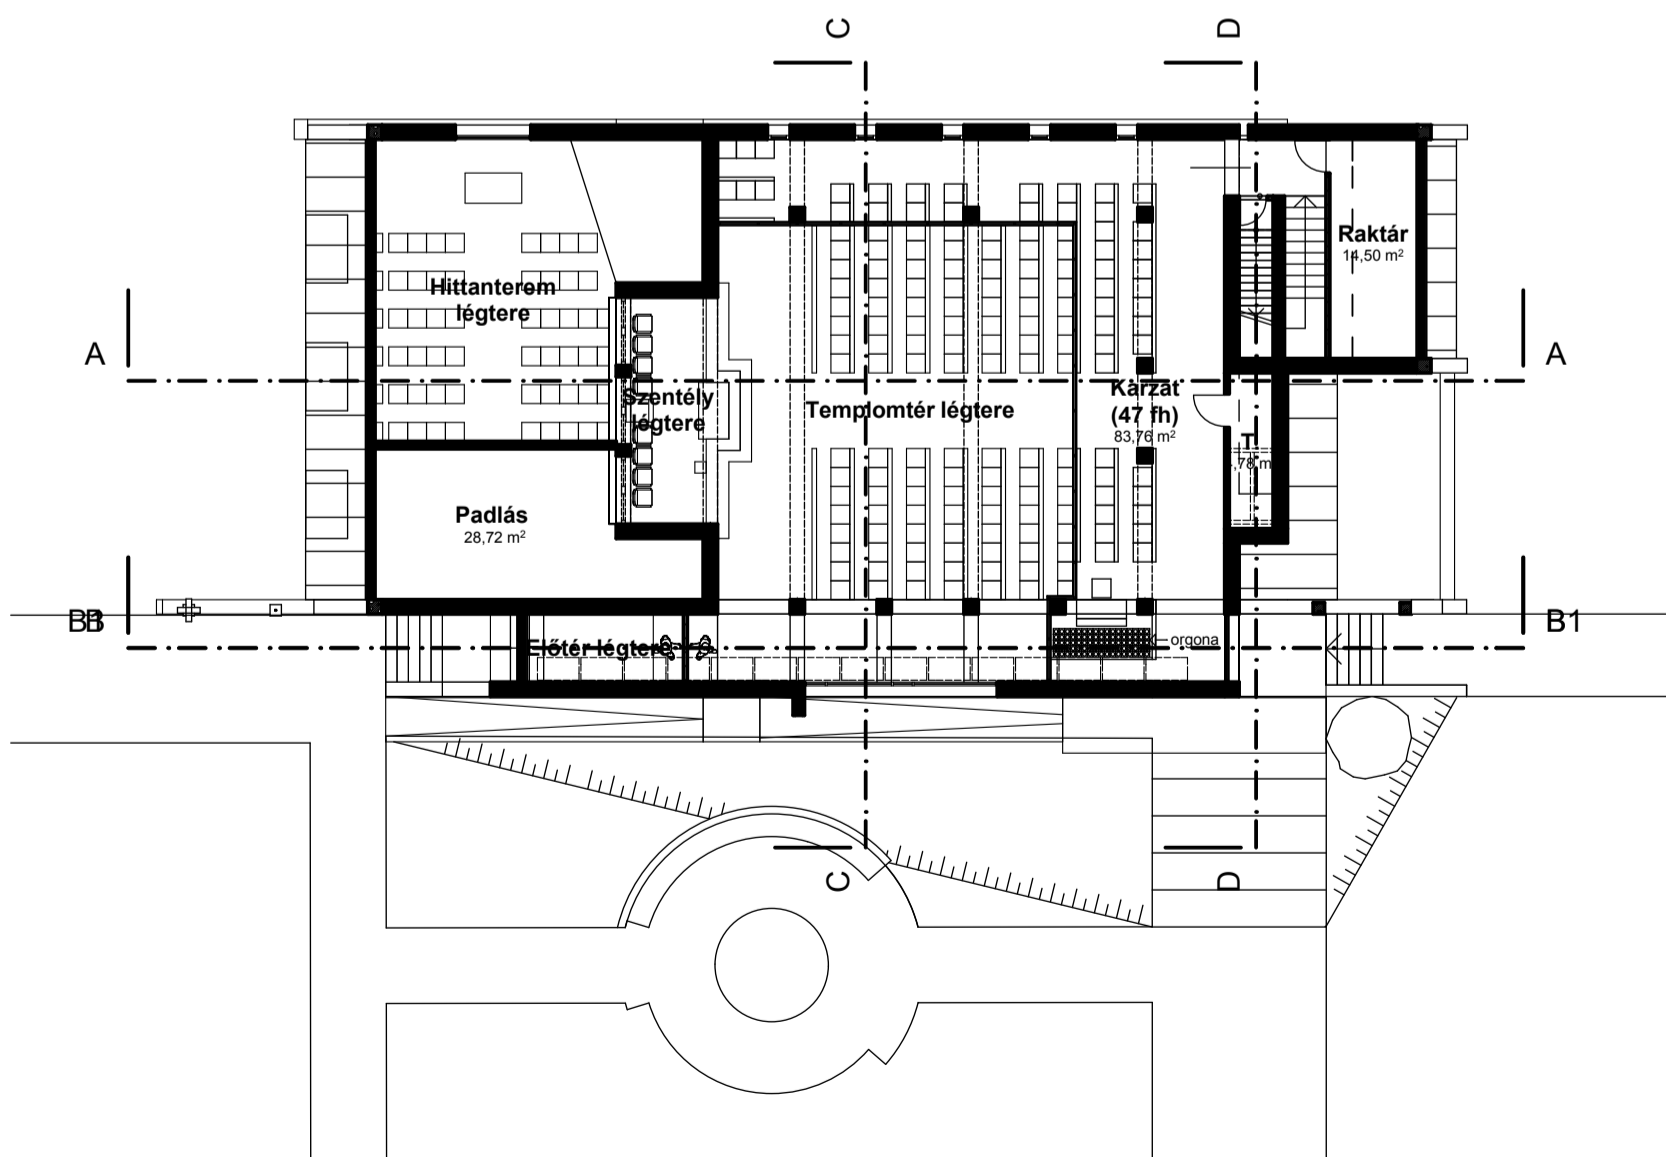 C
D
Raktár
14,50 m²
Hittanterem
légtere
A
A
Szentély
légtere
Templomtér légtere
Karzat
(47 fh)
83,76 m²
T
,78 m
Padlás
28,72 m²
B1
Előtér légtere
orgona
C
D